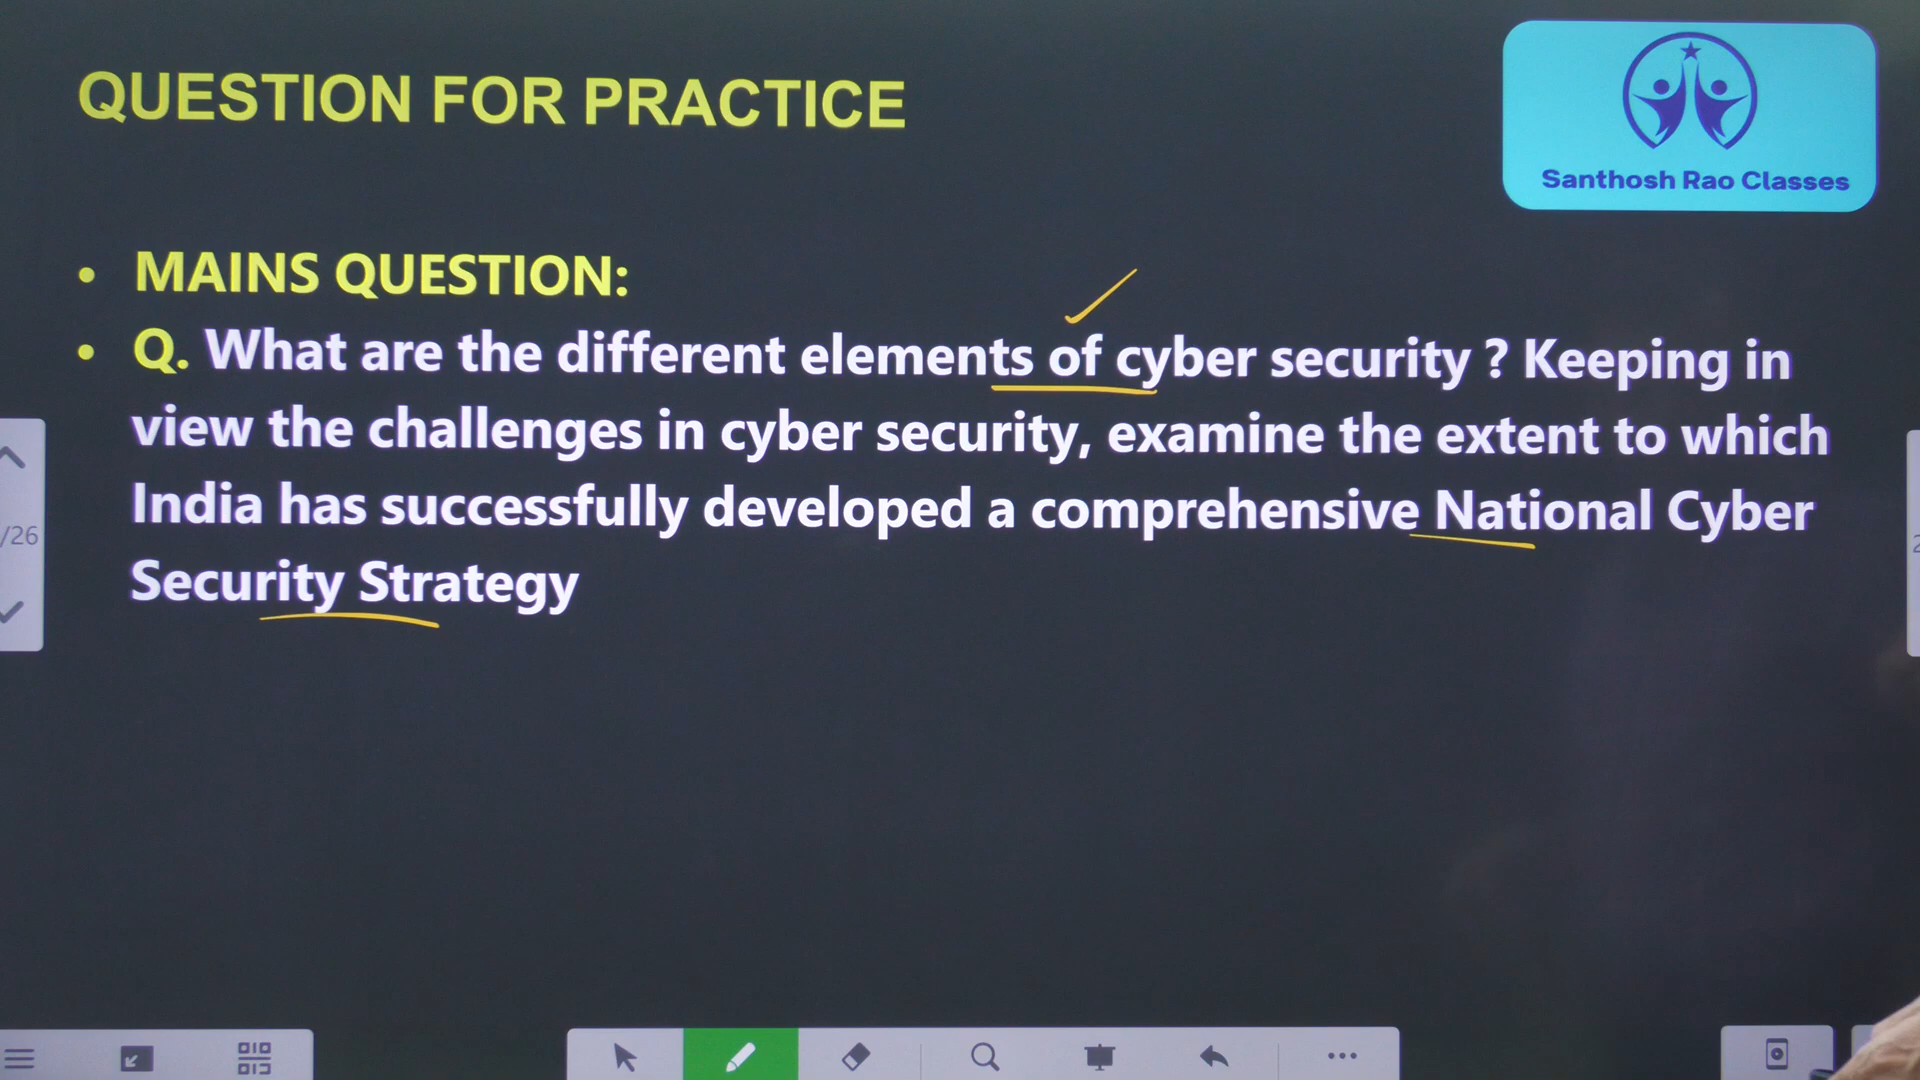 QUESTION FOR PRACTICE
Santhosh Rao Classes
• MAINS QUESTION:
• Q. What are the different elements of cyber security ? Keeping in
view the challenges in cyber security, examine the extent to which
India has successfully developed a comprehensive National Cyber
Security Strategy
/26
2